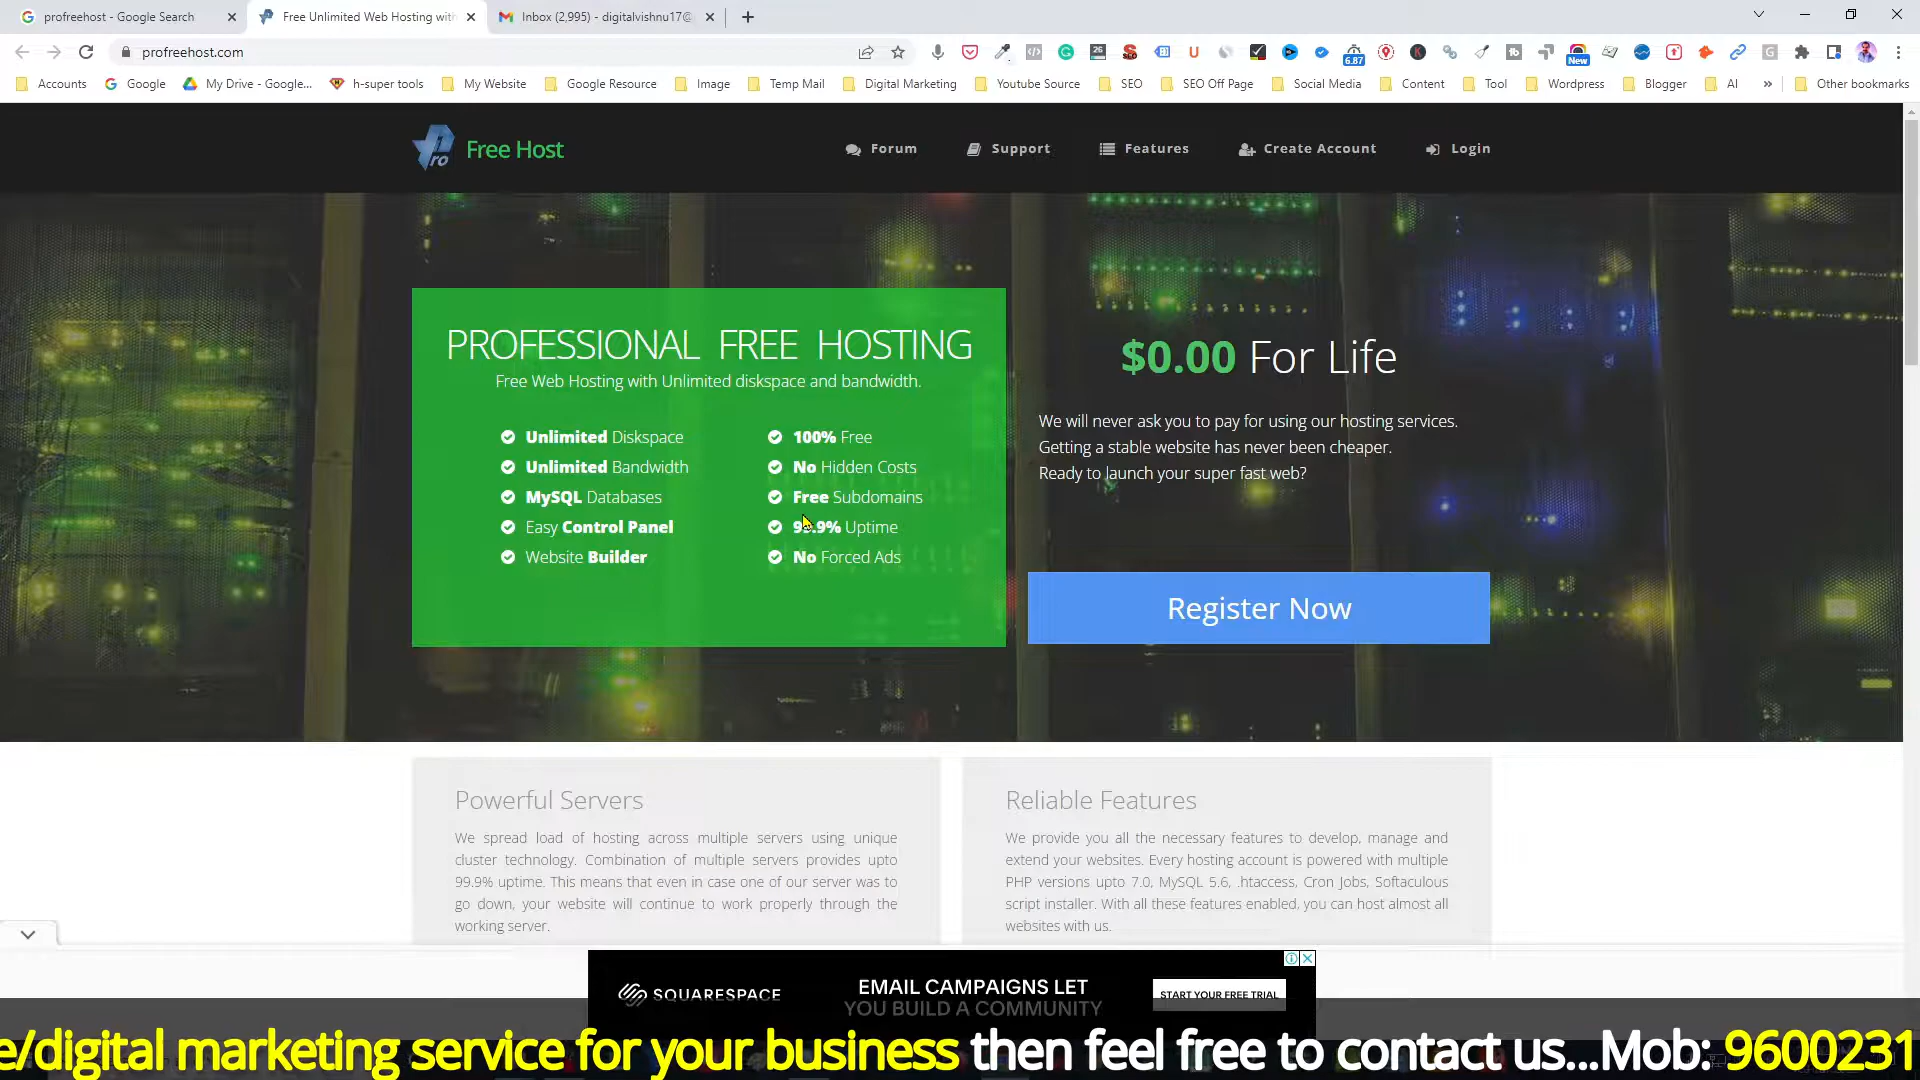 profreehost - Google Search
Free Unlimited Web Hosting with
Inbox (2,995) - digitalvishnu17@
profreehost.com
26
6.87
New
Accounts
Google
My Drive - Google...
h-super tools
My Website
Google Resource
Image
Temp Mail
Digital Marketing
Youtube Source
SEO
SEO Off Page
Social Media
Content
Tool
Wordpress
Blogger
AI
»
Other bookmarks
Pro
Free Host
Forum
Support
Features
Create Account
Login
PROFESSIONAL FREE HOSTING
Free Web Hosting with Unlimited diskspace and bandwidth.
Unlimited Diskspace
Unlimited Bandwidth
MySQL Databases
Easy Control Panel
Website Builder
100% Free
No Hidden Costs
Free Subdomains
99.9% Uptime
No Forced Ads
$0.00 For Life
We will never ask you to pay for using our hosting services.
Getting a stable website has never been cheaper.
Ready to launch your super fast web?
Register Now
Powerful Servers
We spread load of hosting across multiple servers using unique
cluster technology. Combination of multiple servers provides upto
99.9% uptime. This means that even in case one of our server was to
go down, your website will continue to work properly through the
working server.
Reliable Features
We provide you all the necessary features to develop, manage and
extend your websites. Every hosting account is powered with multiple
PHP versions upto 7.0, MySQL 5.6, .htaccess, Cron Jobs, Softaculous
script installer. With all these features enabled, you can host almost all
websites with us.
SQUARESPACE
EMAIL CAMPAIGNS LET
YOU BUILD A COMMUNITY
START YOUR FREE TRIAL
e/digital marketing service for your business then feel free to contact us...Mob: 9600231